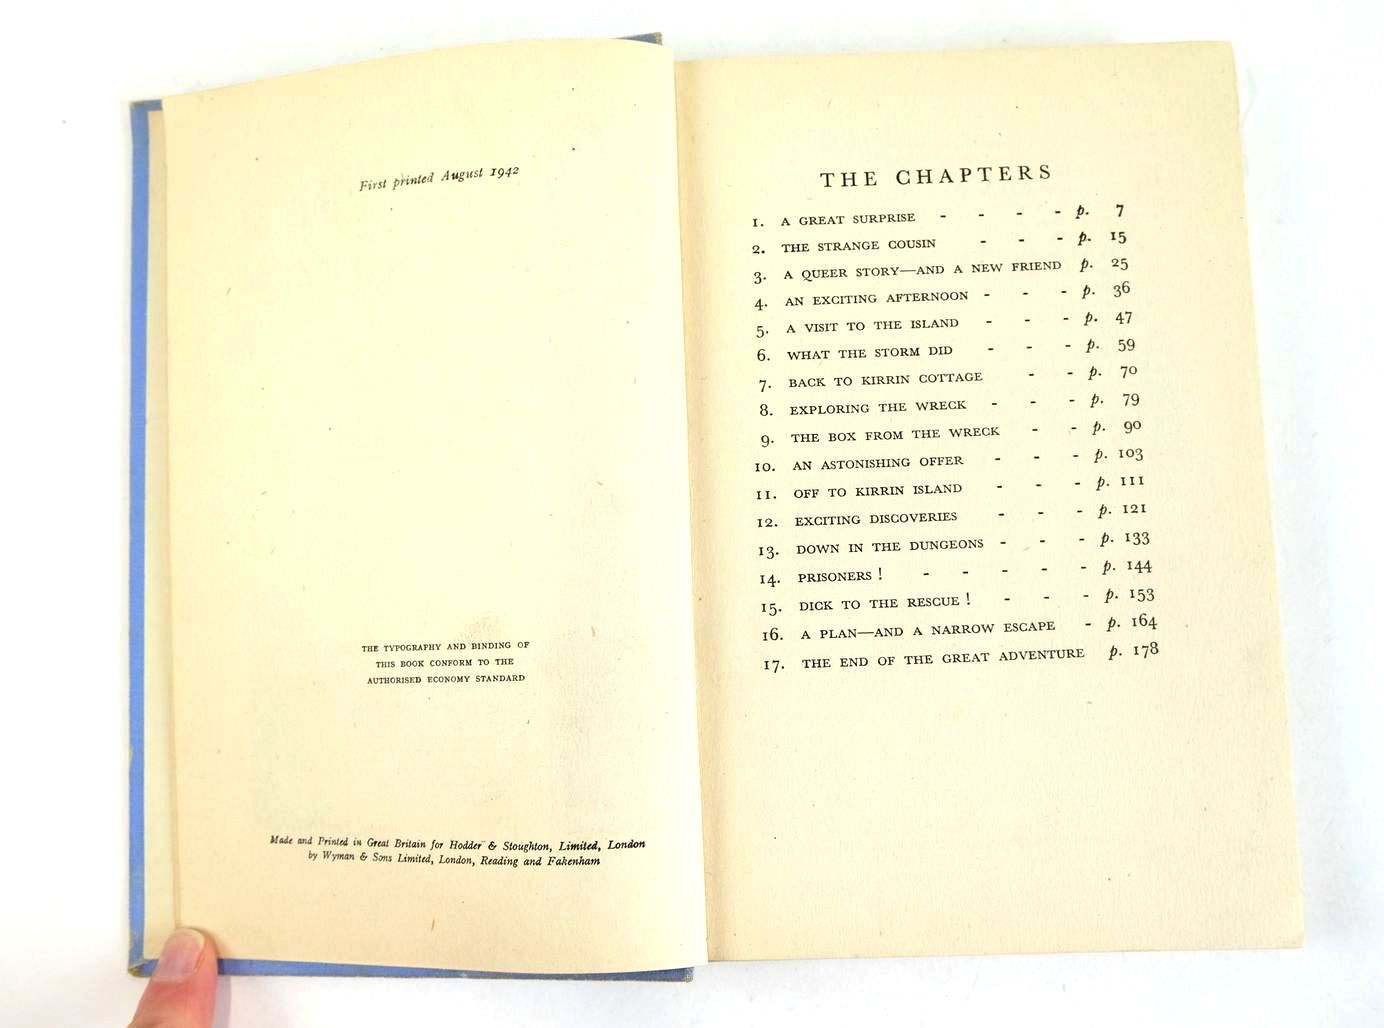 First printed August 1942
THE TYPOGRAPHY AND BINDING OF
THIS BOOK CONFORM TO THE
AUTHORISED ECONOMY STANDARD
Made and Printed in Great Britain for Hodder & Stoughton, Limited, London
by Wyman & Sons Limited, London, Reading and Fakenham
THE CHAPTERS
1. A GREAT SURPRISE - - - - p. 7
2. THE STRANGE COUSIN - - - p. 15
3. A QUEER STORY—AND A NEW FRIEND p. 25
4. AN EXCITING AFTERNOON - - - p. 36
5. A VISIT TO THE ISLAND - - - p. 47
6. WHAT THE STORM DID - - - p. 59
7. BACK TO KIRRIN COTTAGE - - p. 70
8. EXPLORING THE WRECK - - - p. 79
9. THE BOX FROM THE WRECK - - p. 90
10. AN ASTONISHING OFFER - - - p. 103
11. OFF TO KIRRIN ISLAND - - - p. 111
12. EXCITING DISCOVERIES - - - p. 121
13. DOWN IN THE DUNGEONS - - - p. 133
14. PRISONERS ! - - - - - p. 144
15. DICK TO THE RESCUE ! - - - p. 153
16. A PLAN—AND A NARROW ESCAPE - p. 164
17. THE END OF THE GREAT ADVENTURE p. 178